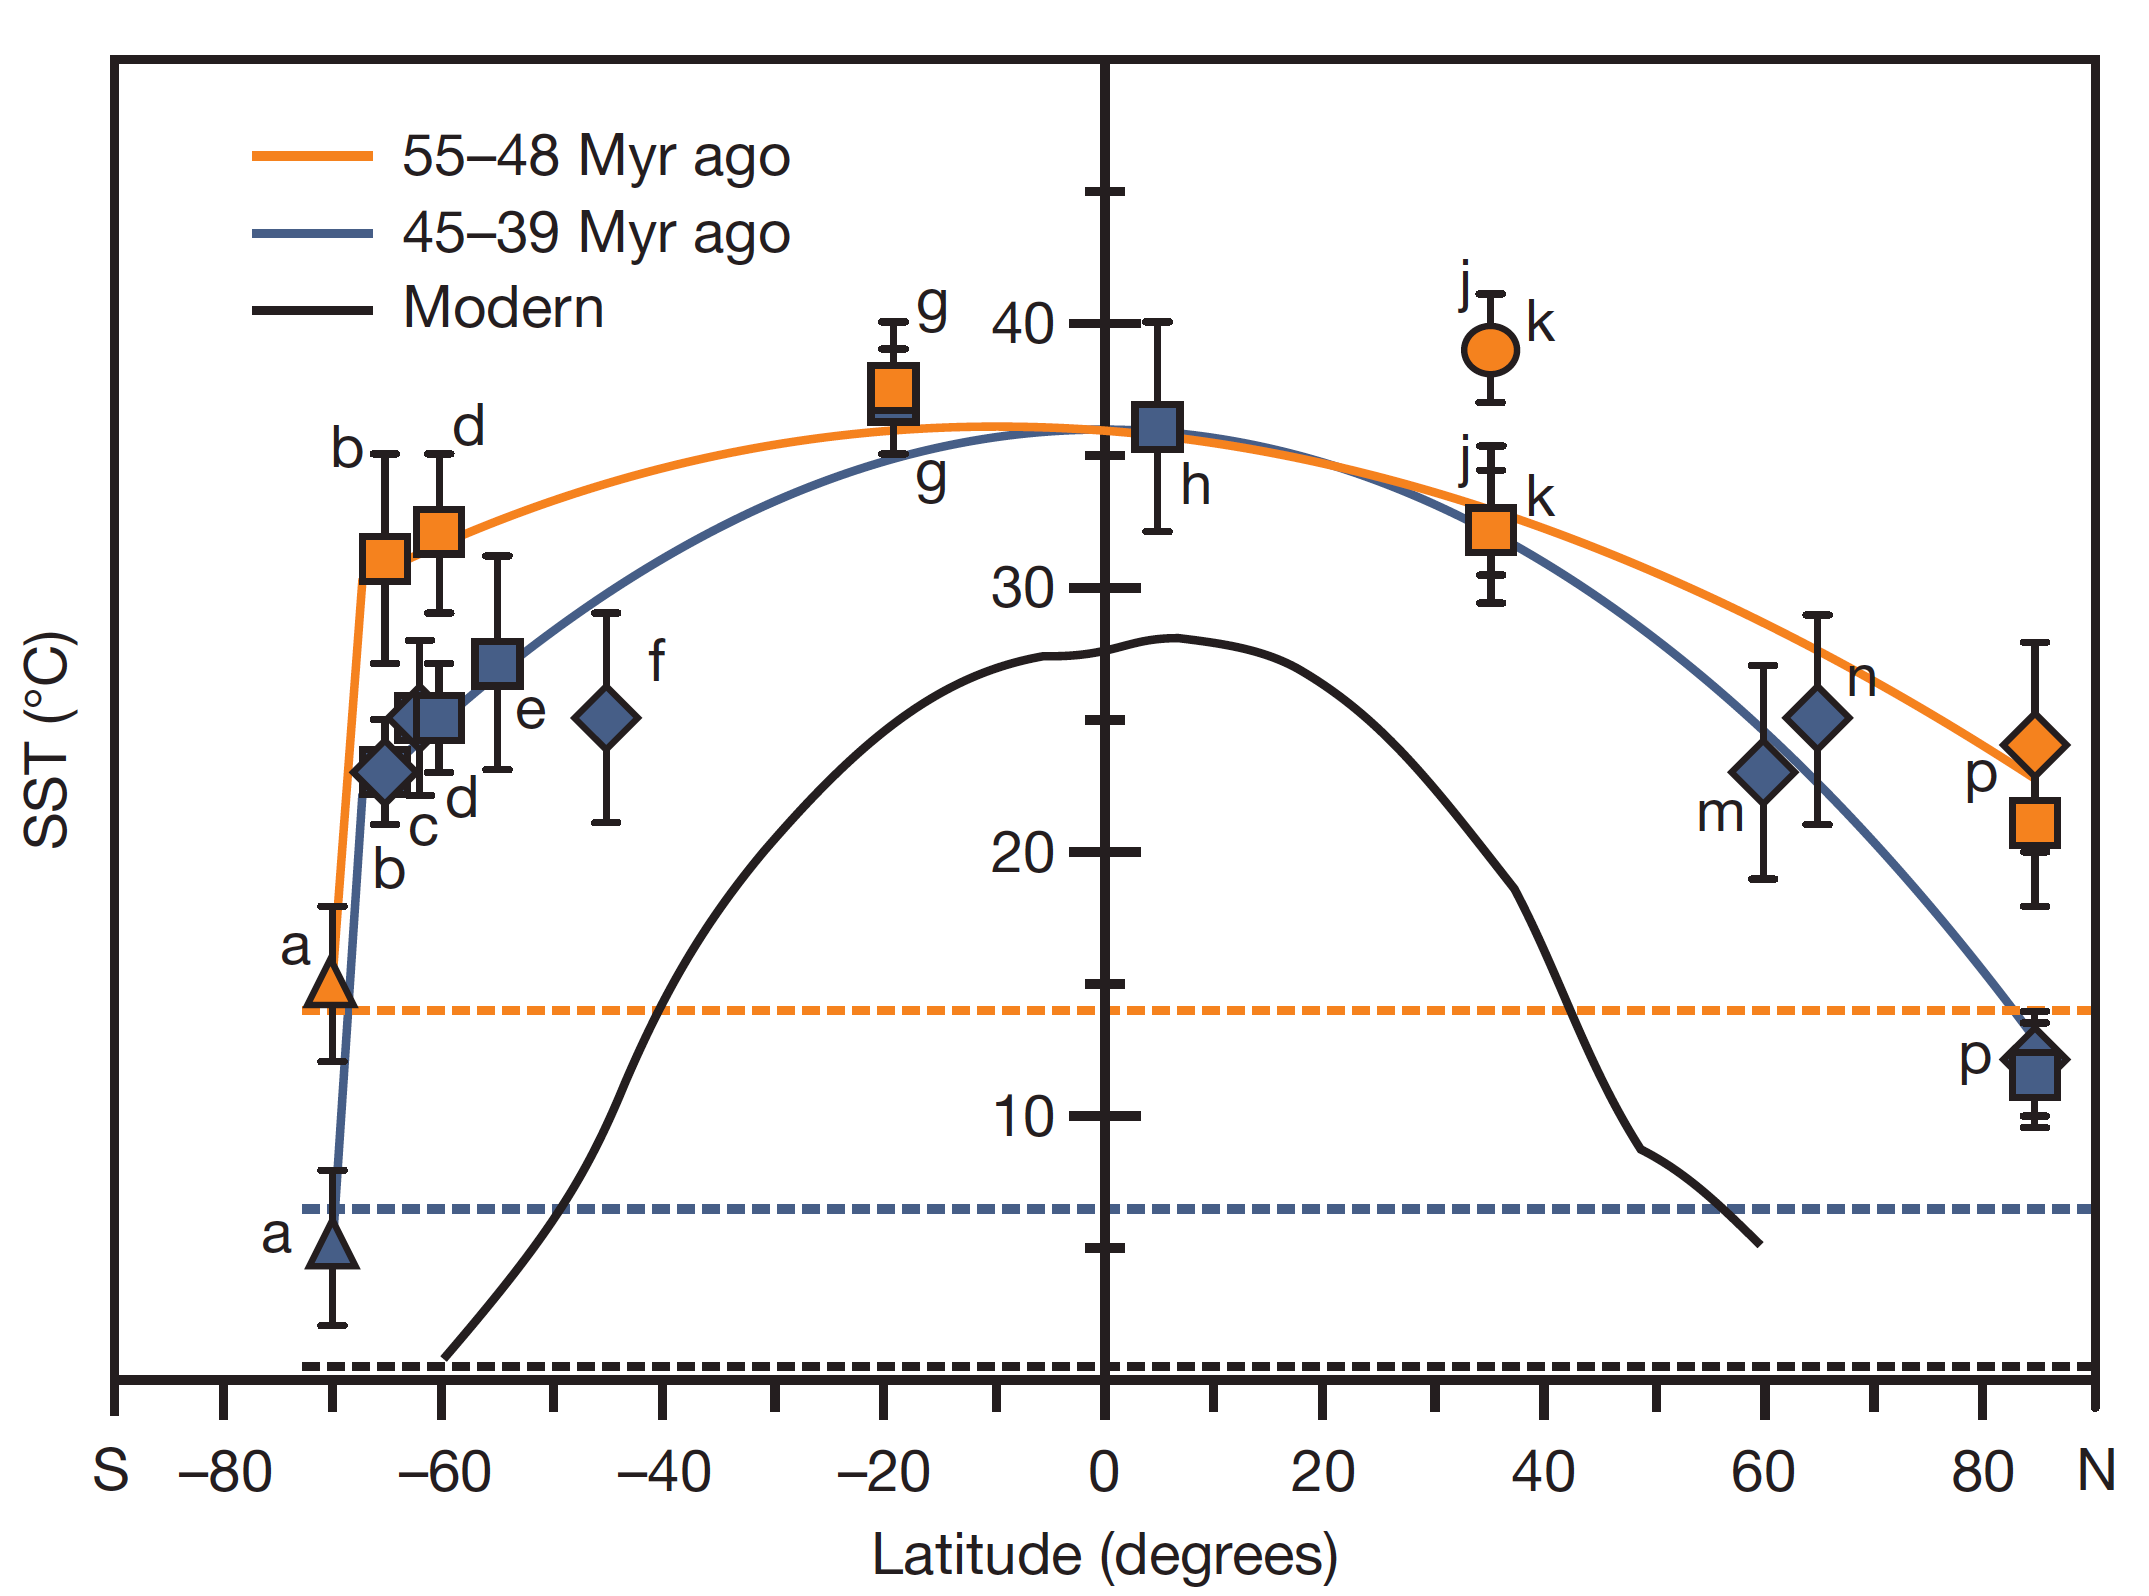 55–48 Myr ago
45–39 Myr ago
Modern
g
40
j
k
b
d
g
h
j
k
30
SST (°C)
f
e
n
d
c
b
20
m
p
a
10
p
a
S –80 –60 –40 –20 0 20 40 60 80 N
Latitude (degrees)